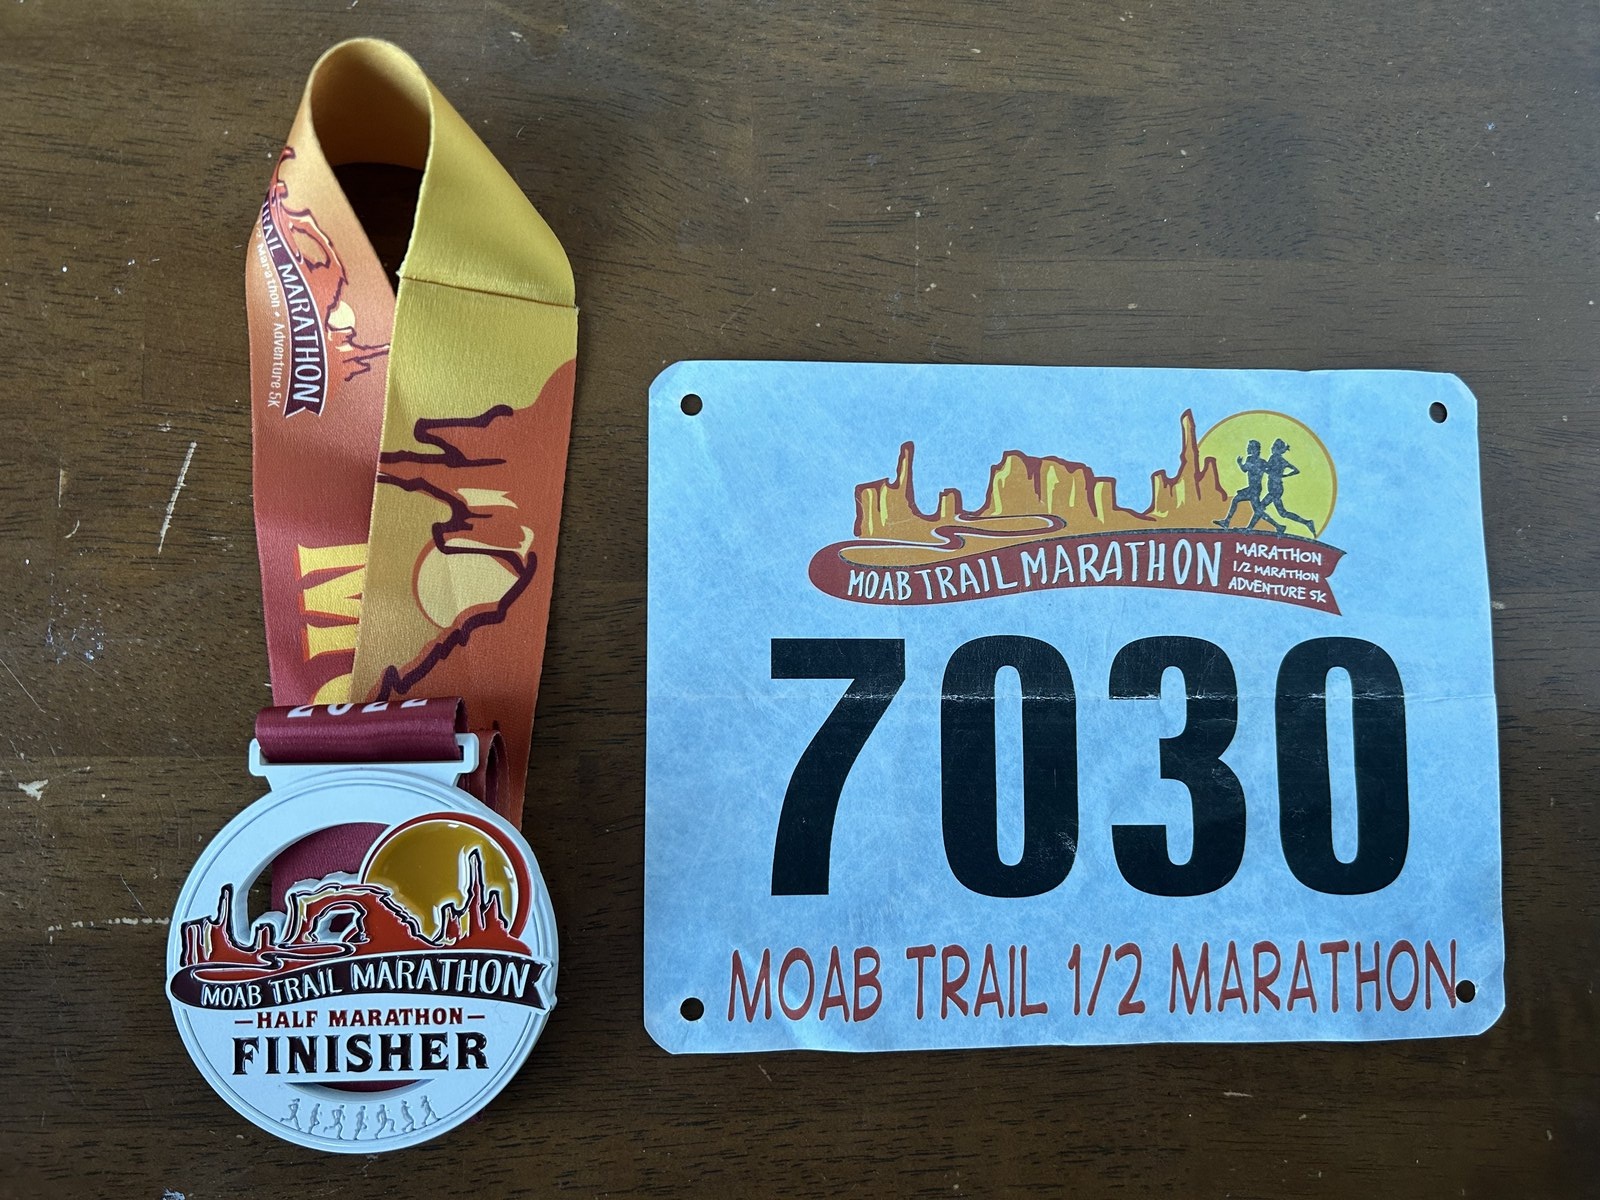 TRAIL MARATHON
Marathon • Adventure 5K
2022
MOAB TRAIL MARATHON
HALF MARATHON
FINISHER
MOAB TRAIL MARATHON
MARATHON
1/2 MARATHON
ADVENTURE 5K
7030
MOAB TRAIL 1/2 MARATHON